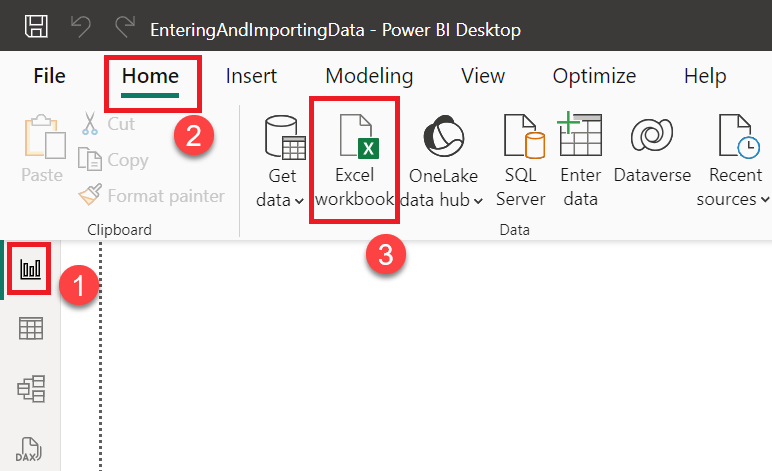 EnteringAndImportingData - Power BI Desktop
File Home Insert Modeling View Optimize Help
2
Paste
Cut
Copy
Format painter
Clipboard
Get
data
Excel
workbook
X
OneLake
data hub
SQL
Server
Enter
data
Dataverse
Recent
sources
Data
3
1
DAX